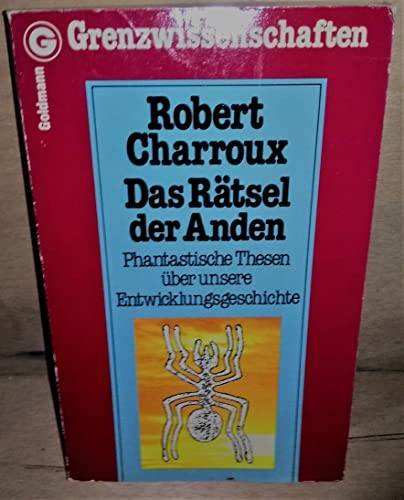 G Grenzwissenschaften
Goldmann
Robert
Charroux
Das Rätsel
der Anden
Phantastische Thesen
über unsere
Entwicklungsgeschichte